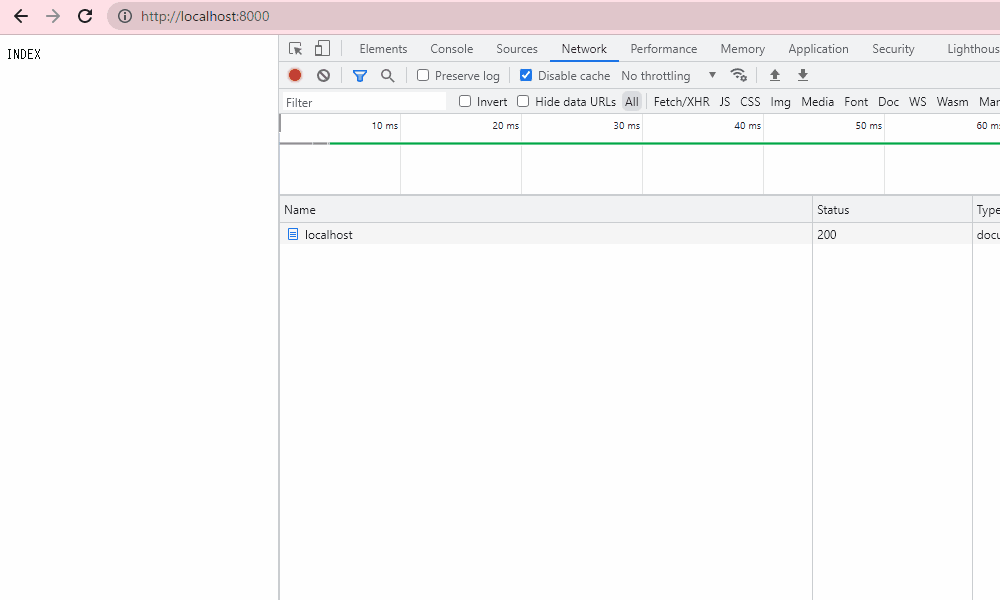 http://localhost:8000
INDEX
Elements Console Sources Network Performance Memory Application Security Lighthous
Preserve log Disable cache No throttling
Filter Invert Hide data URLs All Fetch/XHR JS CSS Img Media Font Doc WS Wasm Man
10 ms 20 ms 30 ms 40 ms 50 ms 60 ms
Name Status Type
localhost 200 docu